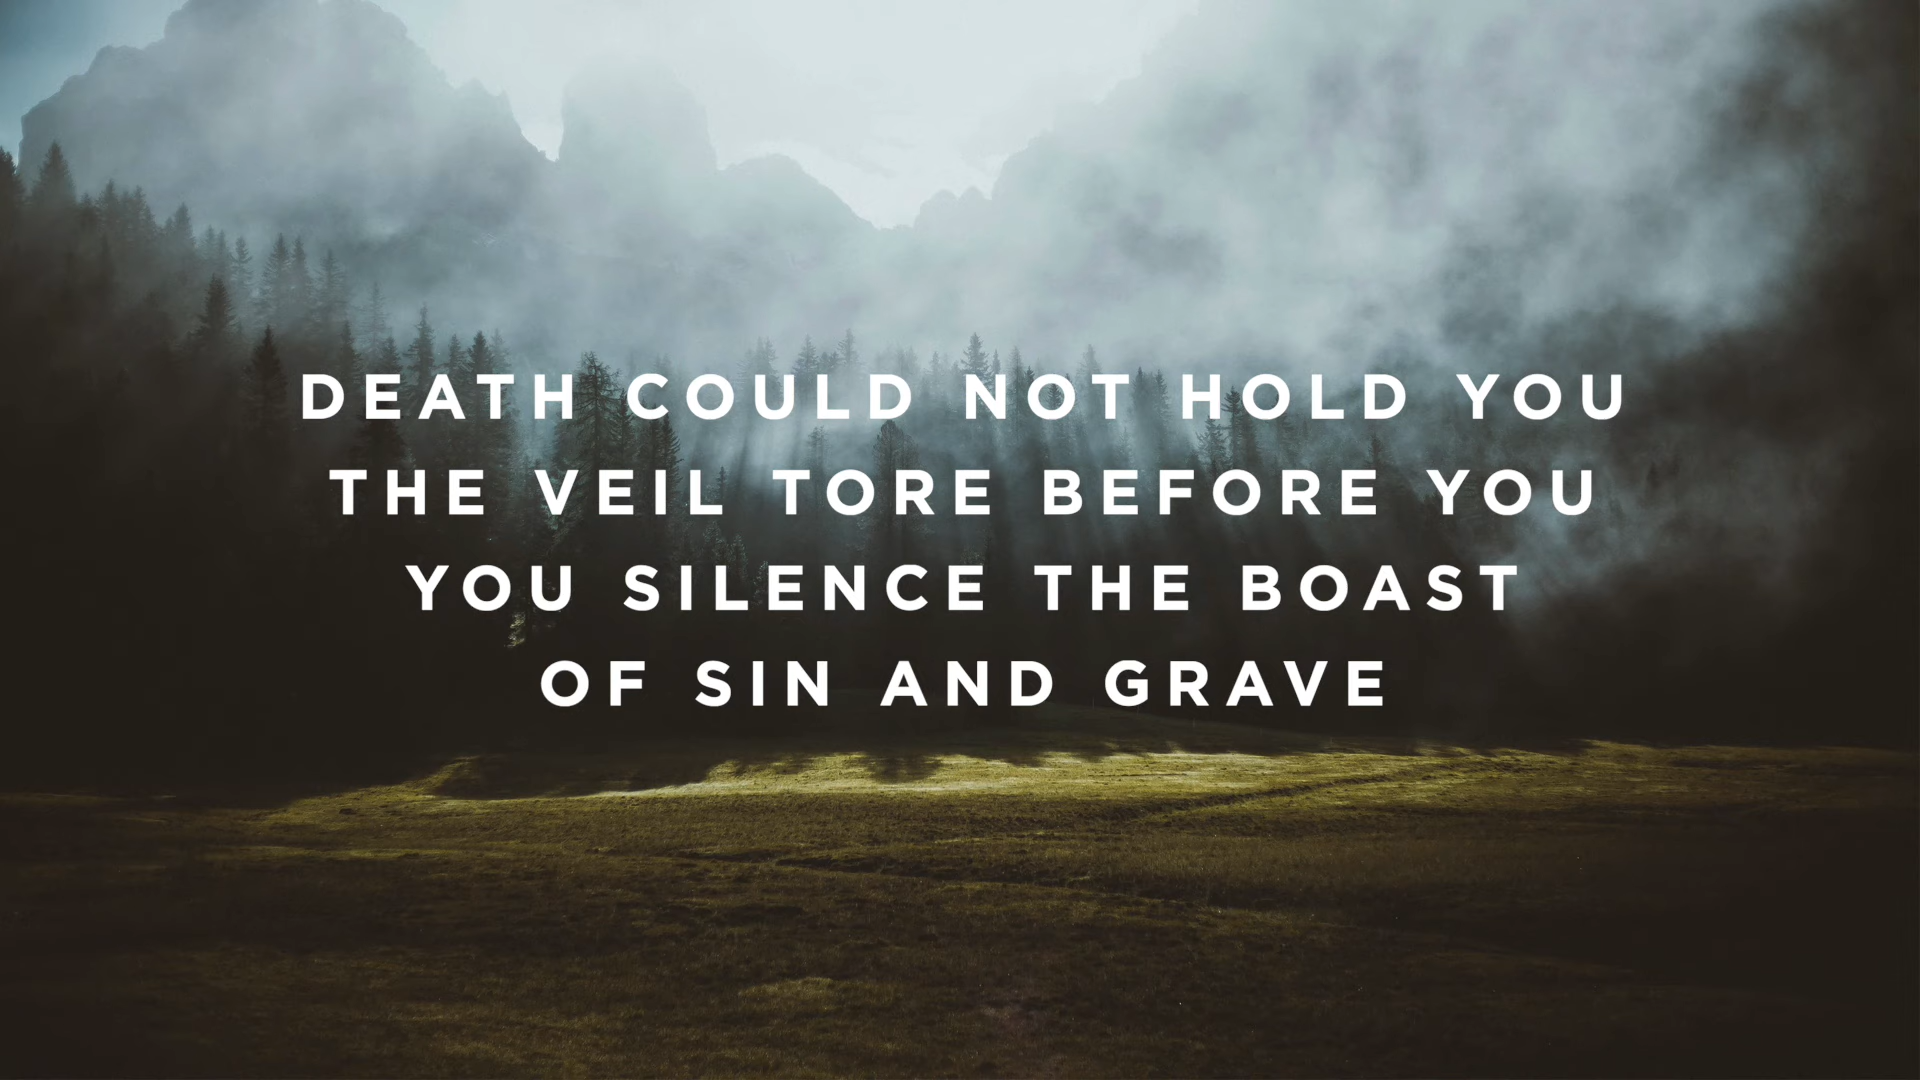 DEATH COULD NOT HOLD YOU
THE VEIL TORE BEFORE YOU
YOU SILENCE THE BOAST
OF SIN AND GRAVE